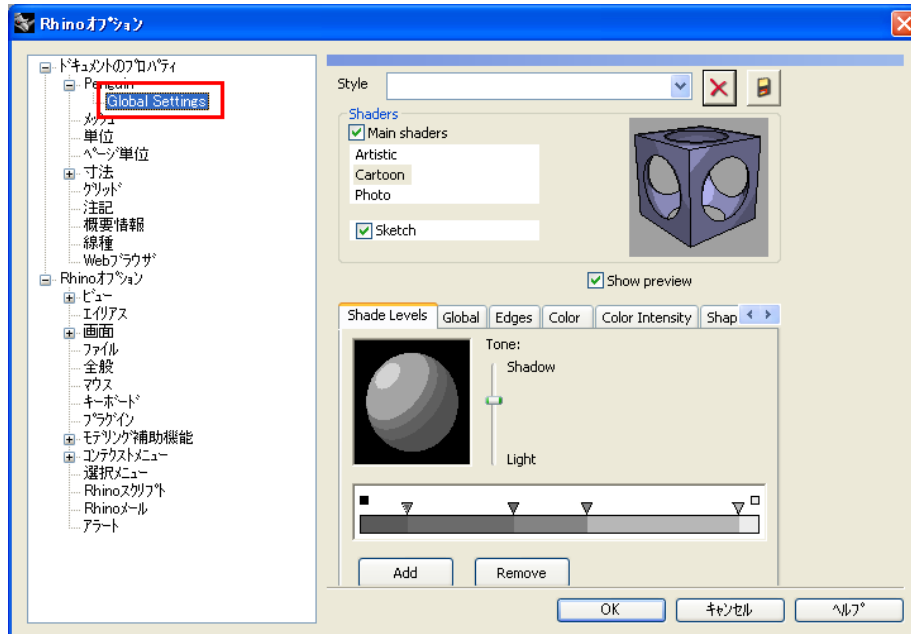 Rhinoオプション
ドキュメントのプロパティ
Penguin
Global Settings
メッシュ
単位
ページ単位
寸法
グリッド
注記
概要情報
線種
Webブラウザ
Rhinoオプション
ビュー
エイリアス
画面
ファイル
全般
マウス
キーボード
プラグイン
モデリング補助機能
コンテクストメニュー
選択メニュー
Rhinoスクリプト
Rhinoメール
アラート
Style
Shaders
Main shaders
Artistic
Cartoon
Photo
Sketch
Show preview
Shade Levels Global Edges Color Color Intensity Shap
Tone:
Shadow
Light
Add Remove
OK キャンセル ヘルプ